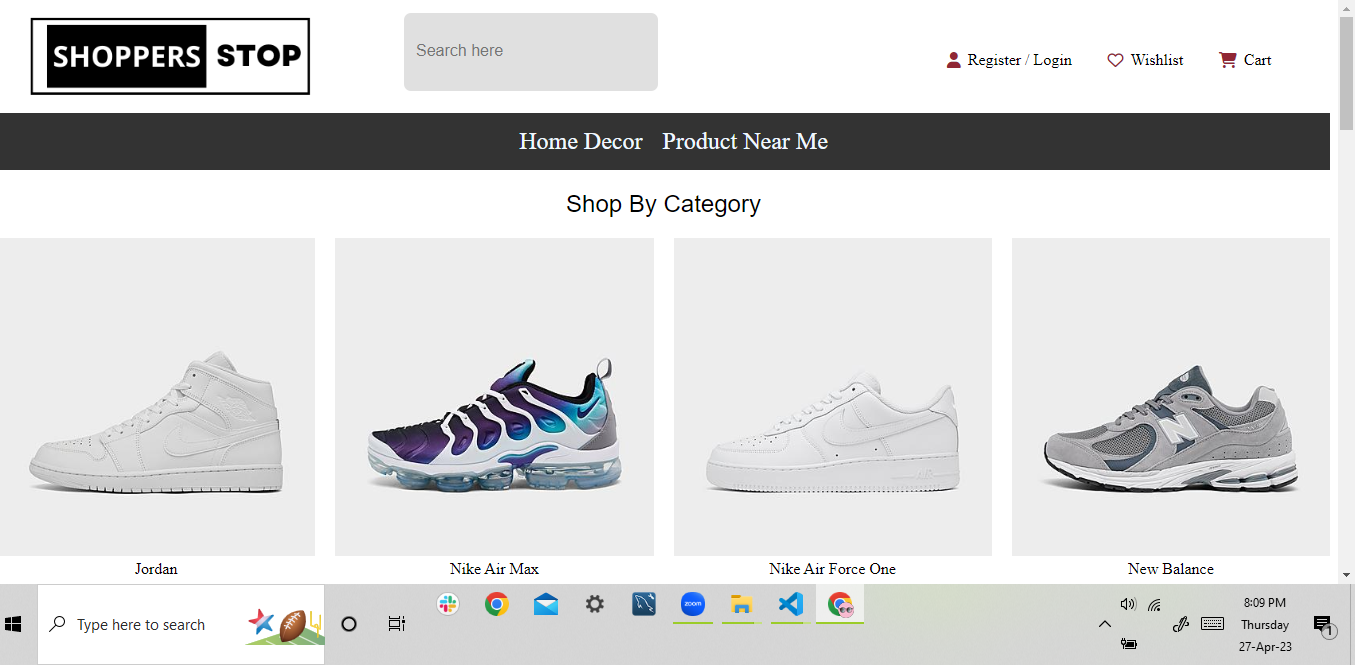 SHOPPERS STOP
Search here
Register / Login
Wishlist
Cart
Home Decor
Product Near Me
Shop By Category
N
AIR
Jordan
Nike Air Max
Nike Air Force One
New Balance
Type here to search
zoom
8:09 PM
Thursday
27-Apr-23
1